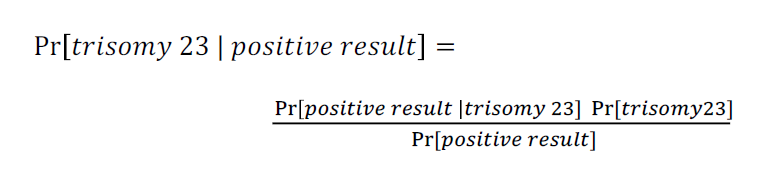 Pr[trisomy 23 | positive result] =
Pr[positive result |trisomy 23] Pr[trisomy23]
Pr[positive result]